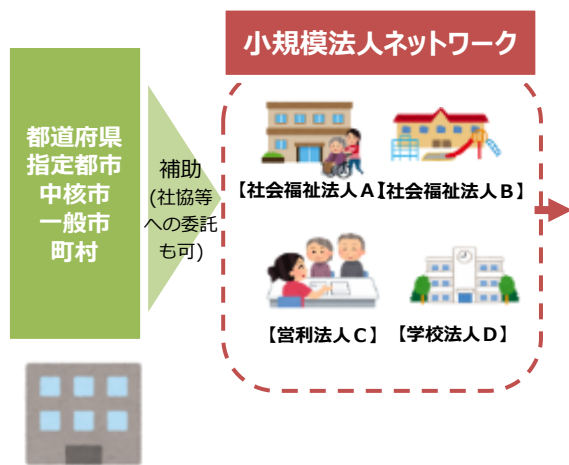 小規模法人ネットワーク
都道府県
指定都市
中核市
一般市
町村
補助
(社協等
への委託
も可)
【社会福祉法人A】【社会福祉法人B】
【営利法人C】 【学校法人D】